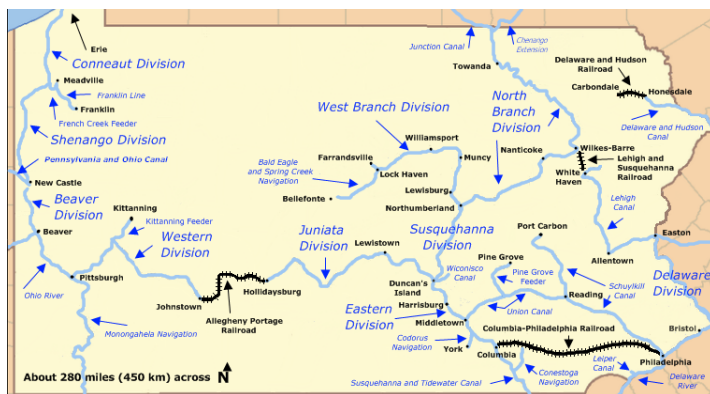 Erie
Conneaut Division
Meadville
Franklin Line
Franklin
French Creek Feeder
Shenango Division
Pennsylvania and Ohio Canal
New Castle
Beaver
Division
Beaver
Kittanning
Kittanning Feeder
Western
Division
Pittsburgh
Ohio River
Monongahela Navigation
Johnstown
Hollidaysburg
Allegheny Portage
Railroad
Juniata
Division
Lewistown
West Branch Division
Williamsport
Farrandsville
Lock Haven
Bald Eagle
and Spring Creek
Navigation
Bellefonte
Muncy
Lewisburg
Northumberland
Susquehanna
Division
Junction Canal
Chenango
Extension
Towanda
North
Branch
Division
Nanticoke
Wilkes-Barre
Lehigh and
Susquehanna
Railroad
White
Haven
Delaware and Hudson
Railroad
Carbondale
Honesdale
Delaware and Hudson
Canal
Lehigh
Canal
Easton
Allentown
Delaware
Division
Port Carbon
Pine Grove
Pine Grove
Feeder
Wiconisco
Canal
Duncan's
Island
Harrisburg
Eastern
Division
Middletown
Union Canal
Reading
Schuylkill
Canal
Codorus
Navigation
York
Columbia
Columbia-Philadelphia Railroad
Bristol
Philadelphia
Leiper
Canal
Delaware
River
Conestoga
Navigation
Susquehanna and Tidewater Canal
About 280 miles (450 km) across N